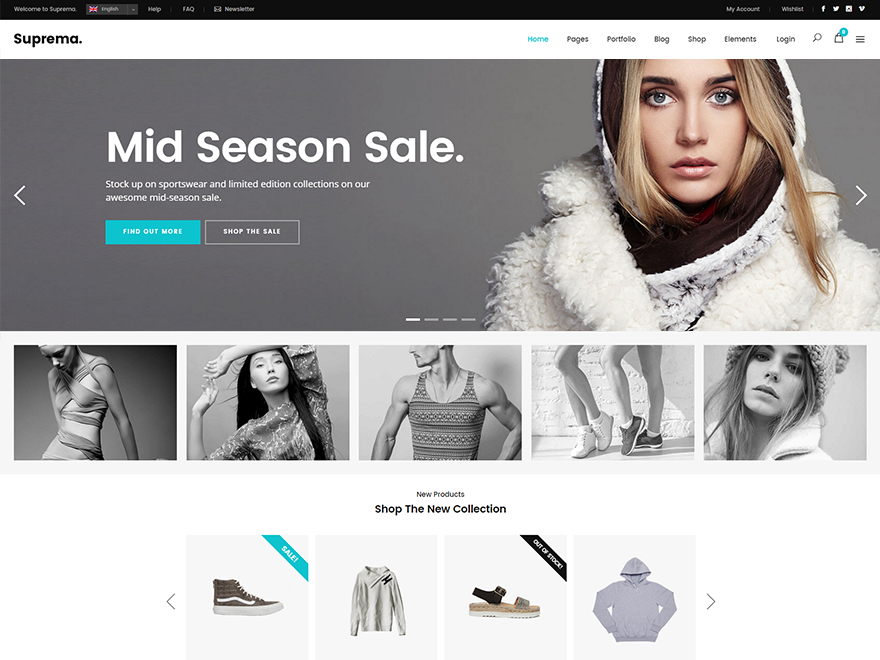 Welcome to Suprema. English Help FAQ Newsletter My Account Wishlist
Suprema. Home Pages Portfolio Blog Shop Elements Login 0
Mid Season Sale.
Stock up on sportswear and limited edition collections on our
awesome mid-season sale.
FIND OUT MORE SHOP THE SALE
New Products
Shop The New Collection
SALE!
OUT OF STOCK!